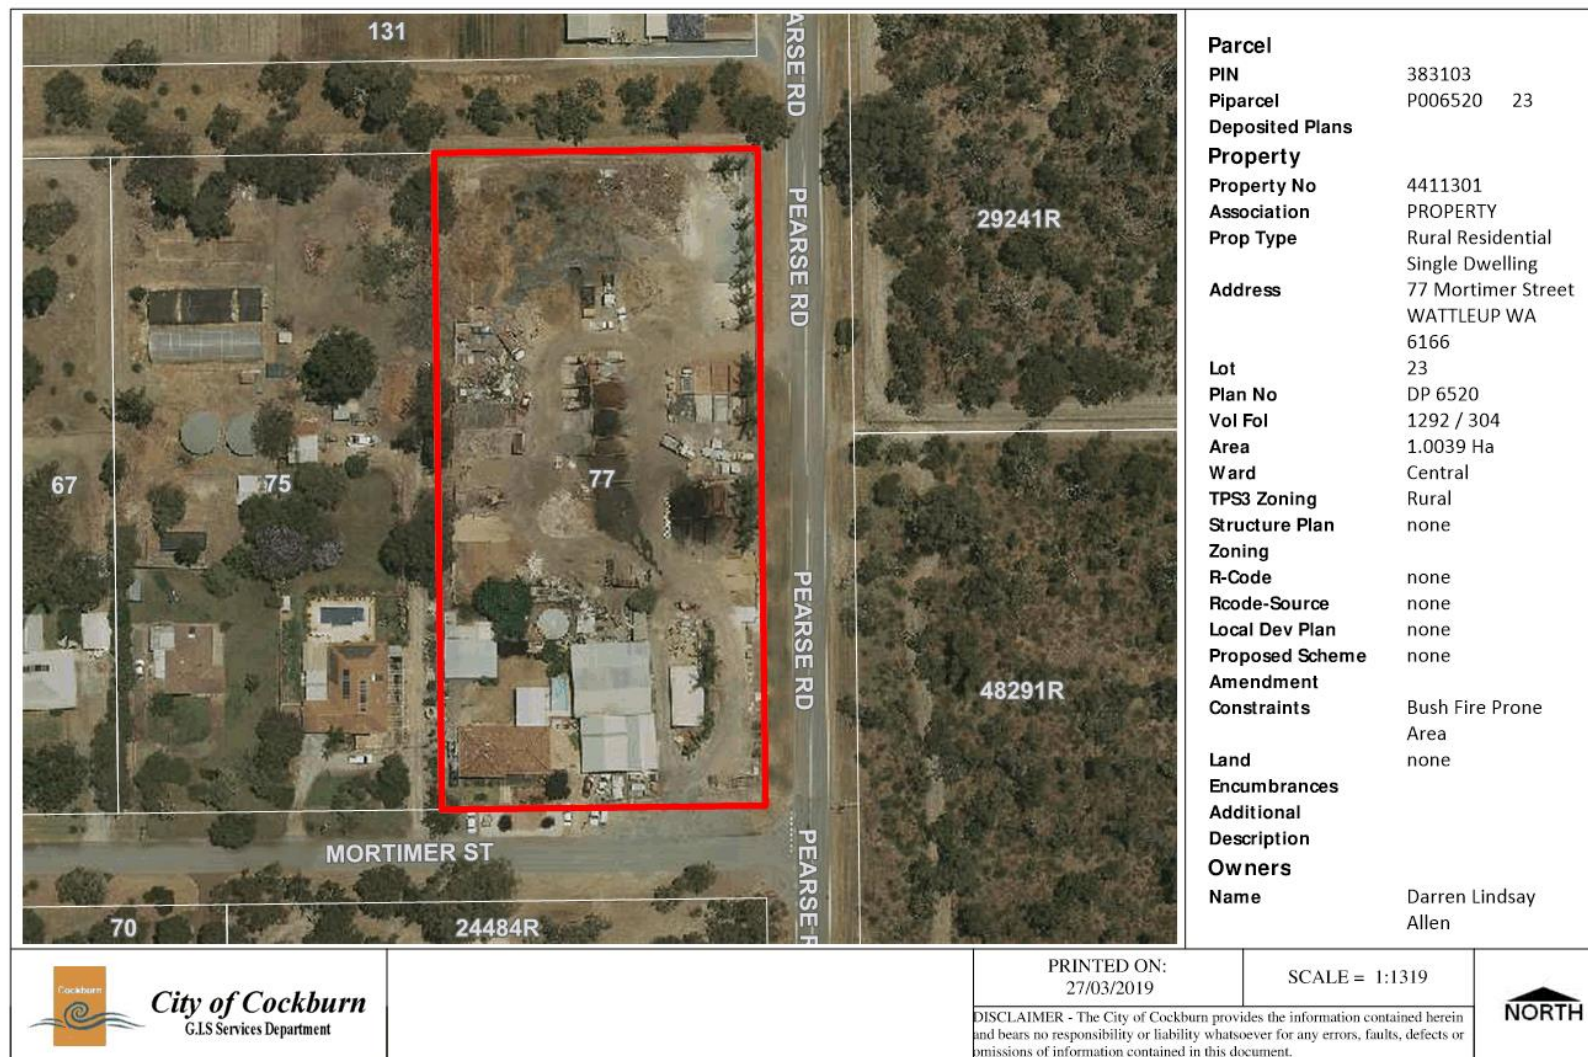 131
PEARSE RD
PEARSE RD
29241R
67
75
77
PEARSE RD
48291R
MORTIMER ST
PEARSE
70
24484R
Parcel
PIN 383103
Piparcel P006520 23
Deposited Plans
Property
Property No 4411301
Association PROPERTY
Prop Type Rural Residential
Single Dwelling
Address 77 Mortimer Street
WATTLEUP WA
6166
Lot 23
Plan No DP 6520
Vol Fol 1292 / 304
Area 1.0039 Ha
Ward Central
TPS3 Zoning Rural
Structure Plan none
Zoning
R-Code none
Rcode-Source none
Local Dev Plan none
Proposed Scheme none
Amendment
Constraints Bush Fire Prone
Area
Land none
Encumbrances
Additional
Description
Owners
Name Darren Lindsay
Allen
Cockburn
City of Cockburn
G.I.S Services Department
PRINTED ON:
27/03/2019
SCALE = 1:1319
DISCLAIMER - The City of Cockburn provides the information contained herein
and bears no responsibility or liability whatsoever for any errors, faults, defects or
omissions of information contained in this document.
NORTH